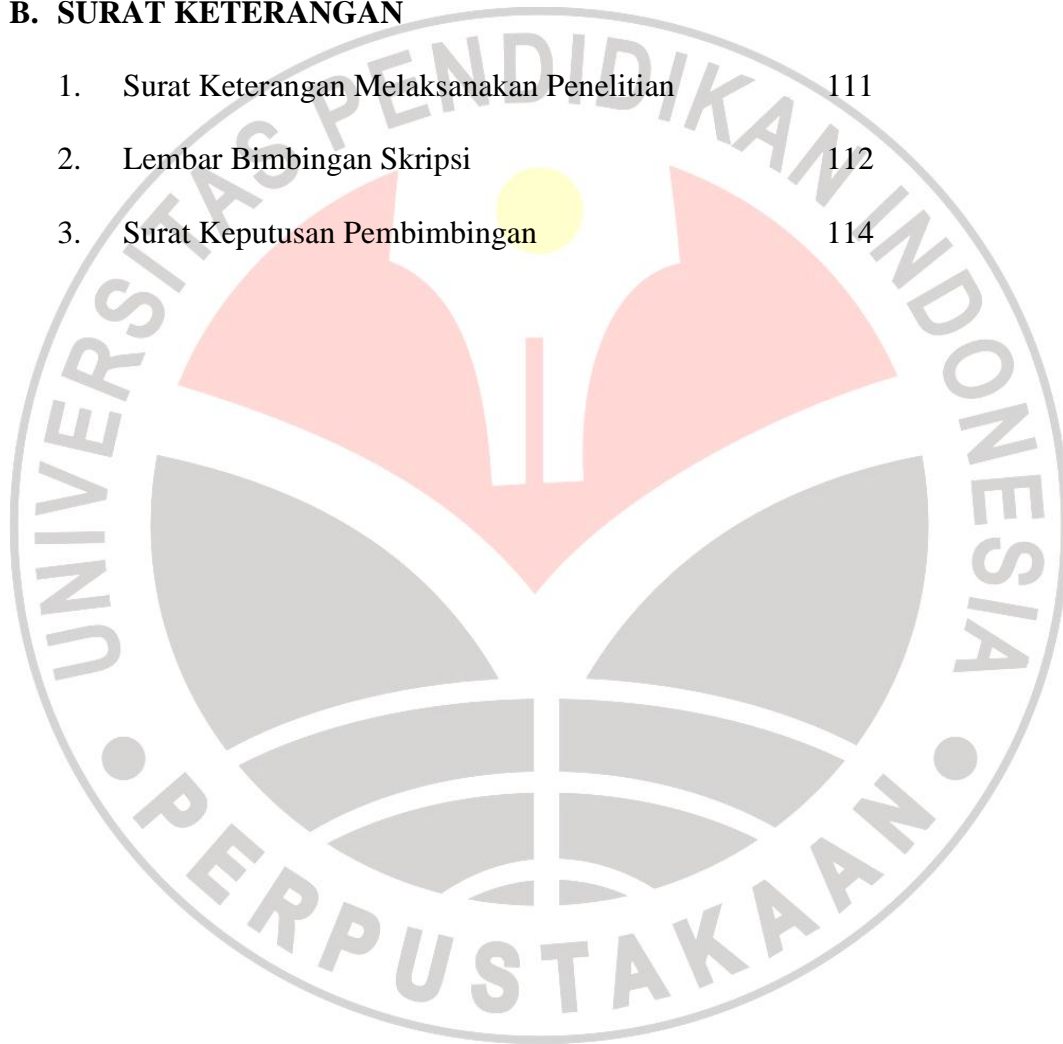 B. SURAT KETERANGAN
1. Surat Keterangan Melaksanakan Penelitian 111
2. Lembar Bimbingan Skripsi 112
3. Surat Keputusan Pembimbingan 114
UNIVERSITAS PENDIDIKAN INDONESIA
PERPUSTAKAAN